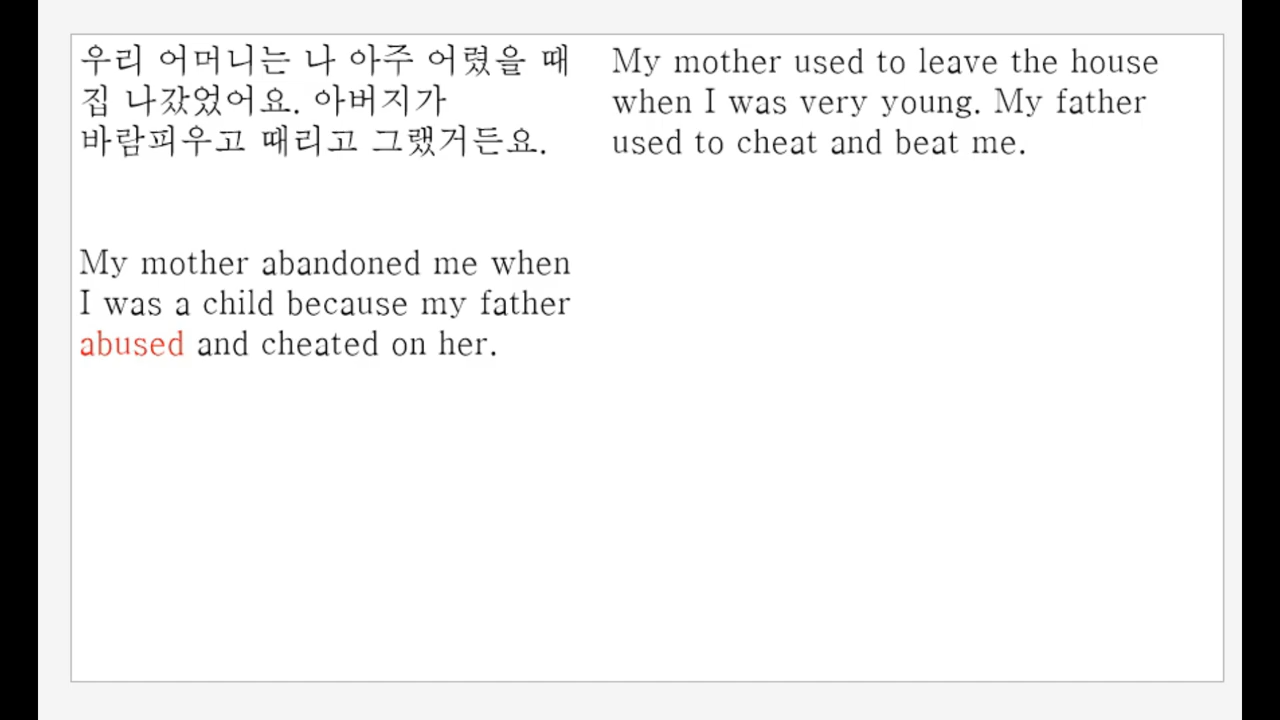 우리 어머니는 나 아주 어렸을 때
집 나갔었어요. 아버지가
바람피우고 때리고 그랬거든요.
My mother used to leave the house
when I was very young. My father
used to cheat and beat me.
My mother abandoned me when
I was a child because my father
abused and cheated on her.